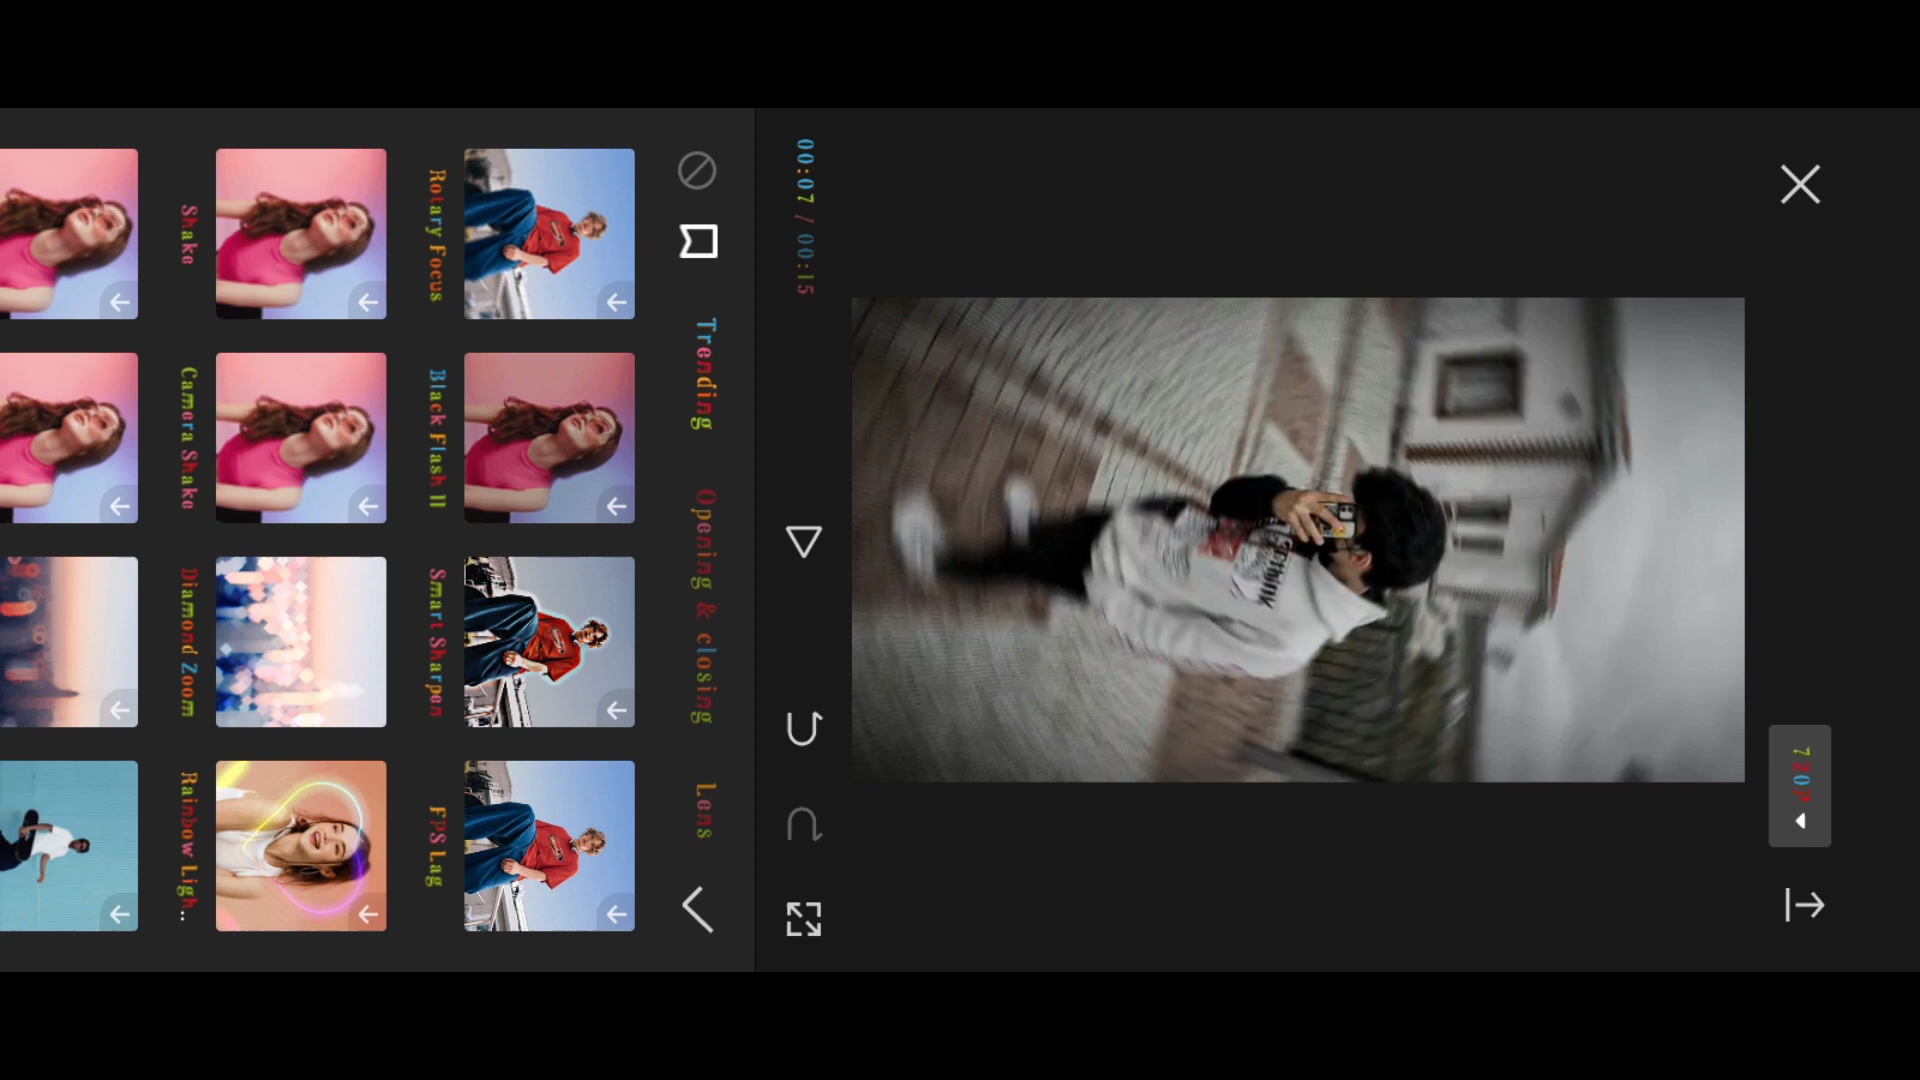 720P
00:07 / 00:15
Trending Opening & closing Lens
Rotary Focus Black Flash II Smart Sharpen FPS Lag
Shake Camera Shake Diamond Zoom Rainbow Ligh..